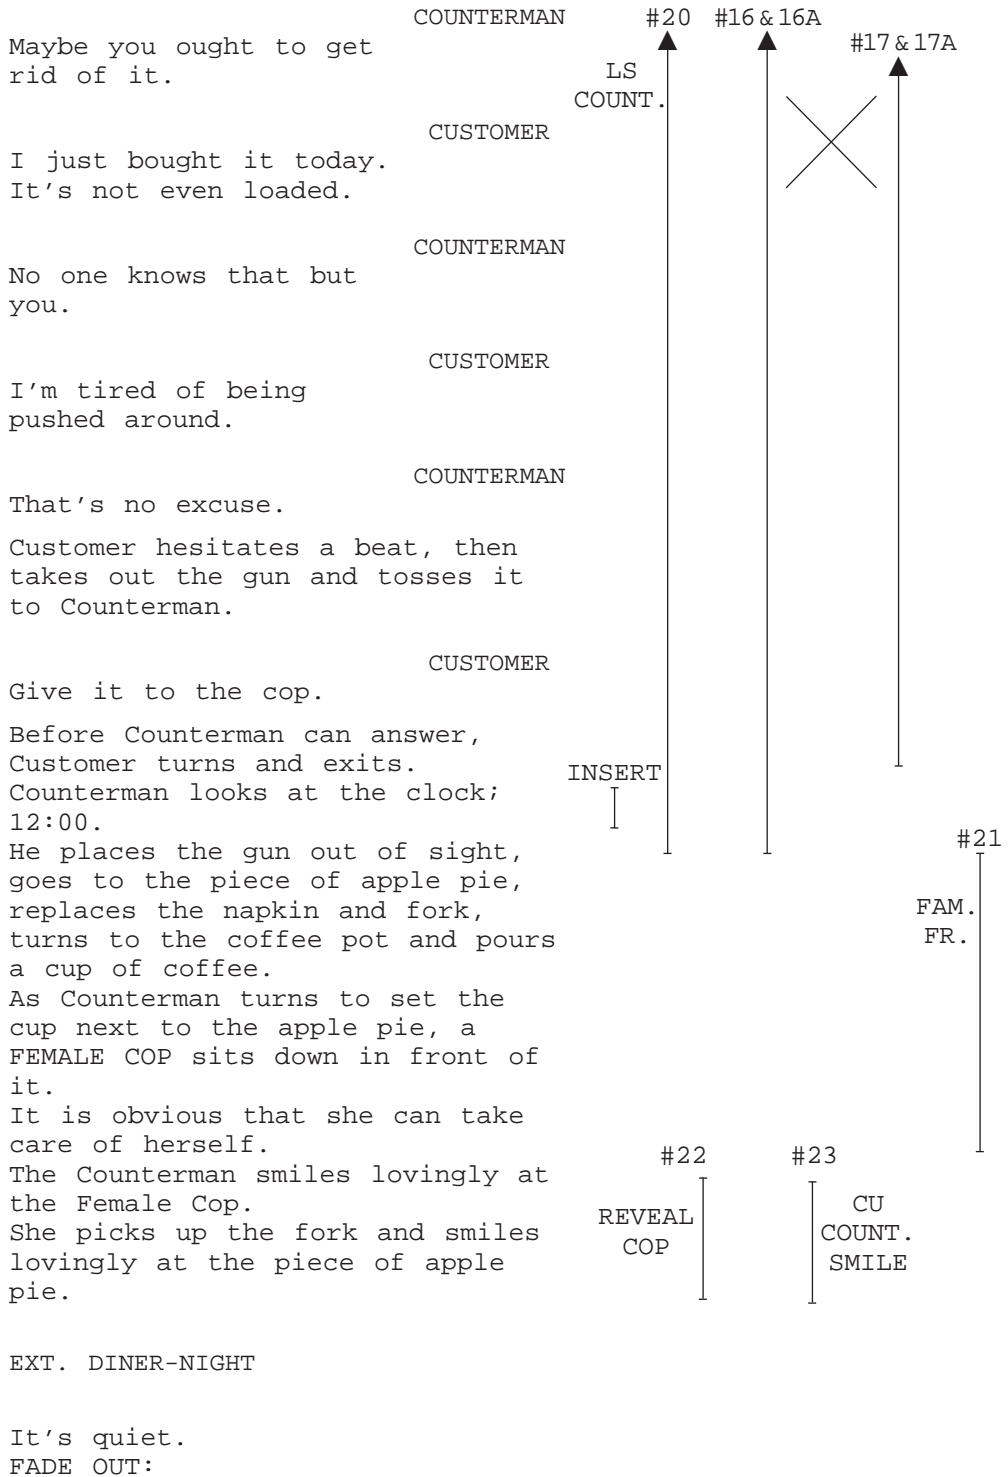 COUNTERMAN #20 #16 & 16A
#17 & 17A
Maybe you ought to get
rid of it.
LS
COUNT.
CUSTOMER
I just bought it today.
It's not even loaded.
COUNTERMAN
No one knows that but
you.
CUSTOMER
I'm tired of being
pushed around.
COUNTERMAN
That's no excuse.
Customer hesitates a beat, then
takes out the gun and tosses it
to Counterman.
CUSTOMER
Give it to the cop.
Before Counterman can answer,
Customer turns and exits.
INSERT
Counterman looks at the clock;
12:00.
#21
He places the gun out of sight,
goes to the piece of apple pie,
replaces the napkin and fork,
turns to the coffee pot and pours
a cup of coffee.
FAM.
FR.
As Counterman turns to set the
cup next to the apple pie, a
FEMALE COP sits down in front of
it.
It is obvious that she can take
care of herself.
#22 #23
The Counterman smiles lovingly at
the Female Cop.
She picks up the fork and smiles
lovingly at the piece of apple
pie.
REVEAL
COP
CU
COUNT.
SMILE
EXT. DINER-NIGHT
It's quiet.
FADE OUT: